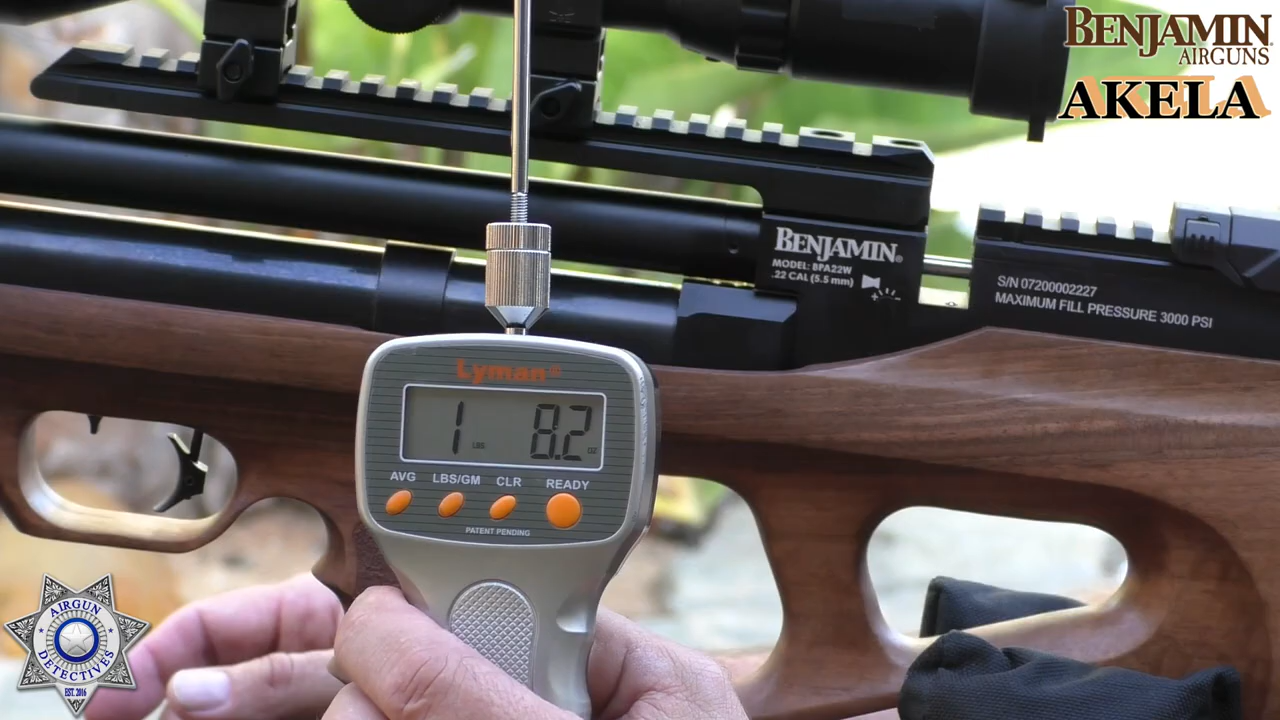 BENJAMIN
AIRGUNS
AKELA
BENJAMIN®
MODEL: BPA22W
.22 CAL (5.5 mm)
S/N 07200002227
MAXIMUM FILL PRESSURE 3000 PSI
Lyman®
1 LBS 8.2 OZ
AVG LBS/GM CLR READY
PATENT PENDING
AIRGUN
DETECTIVES
EST. 2016